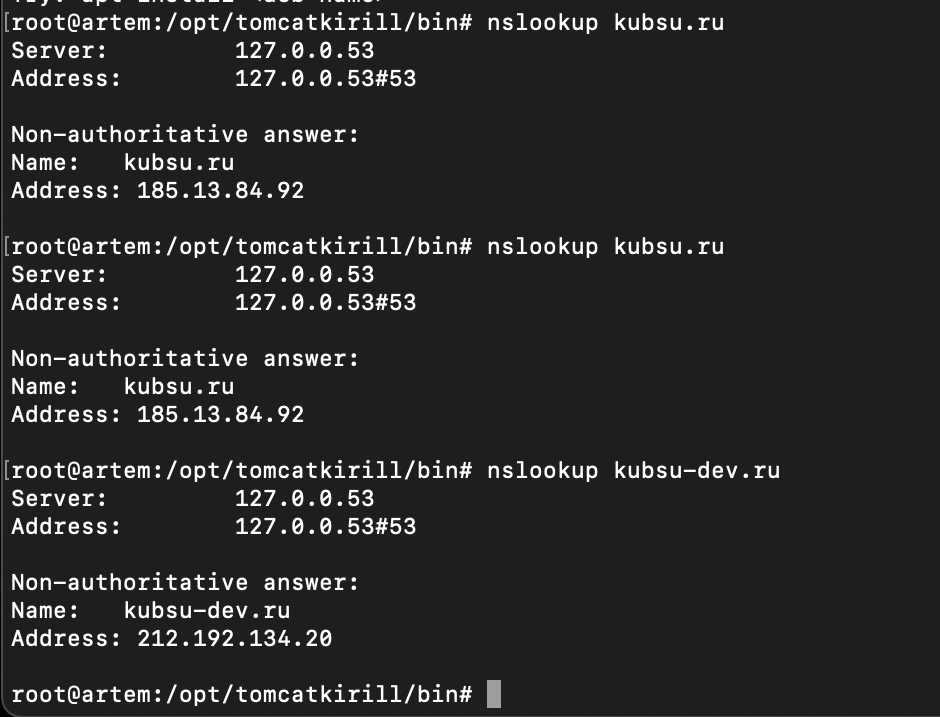 [root@artem:/opt/tomcatkirill/bin# nslookup kubsu.ru
Server:		127.0.0.53
Address:	127.0.0.53#53

Non-authoritative answer:
Name:	kubsu.ru
Address: 185.13.84.92

[root@artem:/opt/tomcatkirill/bin# nslookup kubsu.ru
Server:		127.0.0.53
Address:	127.0.0.53#53

Non-authoritative answer:
Name:	kubsu.ru
Address: 185.13.84.92

[root@artem:/opt/tomcatkirill/bin# nslookup kubsu-dev.ru
Server:		127.0.0.53
Address:	127.0.0.53#53

Non-authoritative answer:
Name:	kubsu-dev.ru
Address: 212.192.134.20

root@artem:/opt/tomcatkirill/bin#